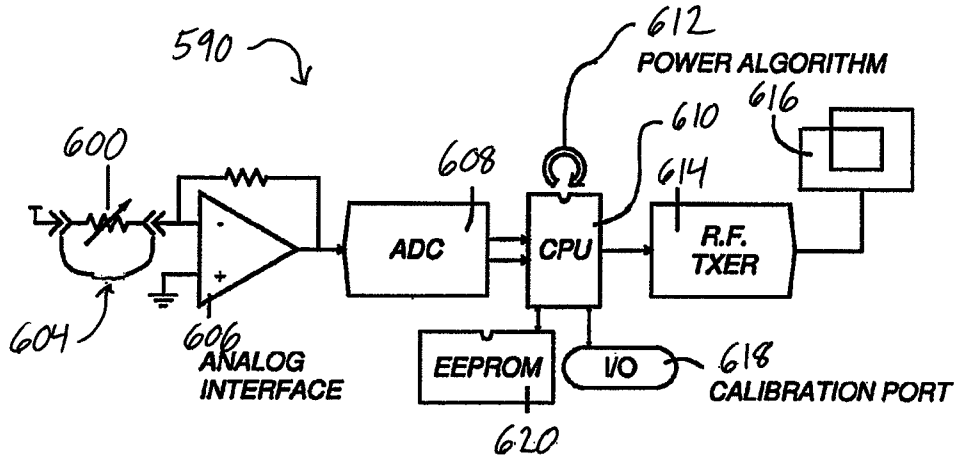 590
612
POWER ALGORITHM
616
600
610
608
614
-
+
ADC
CPU
R.F.
TXER
604
606
ANALOG
INTERFACE
EEPROM
I/O
618
CALIBRATION PORT
620